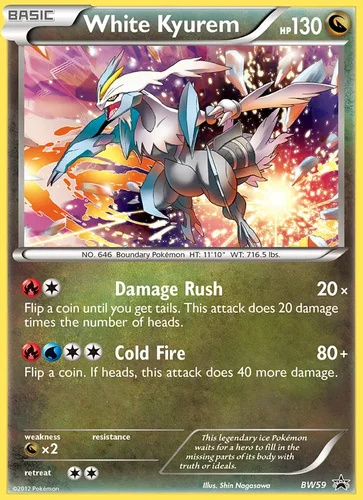 BASIC
White Kyurem
HP 130
NO. 646 Boundary Pokémon HT: 11'10" WT: 716.5 lbs.
Damage Rush 20×
Flip a coin until you get tails. This attack does 20 damage
times the number of heads.
Cold Fire 80+
Flip a coin. If heads, this attack does 40 more damage.
weakness resistance
×2
retreat
This legendary ice Pokémon
waits for a hero to fill in the
missing parts of its body with
truth or ideals.
©2012 Pokémon Illus. Shin Nagasawa BW59
PROMO